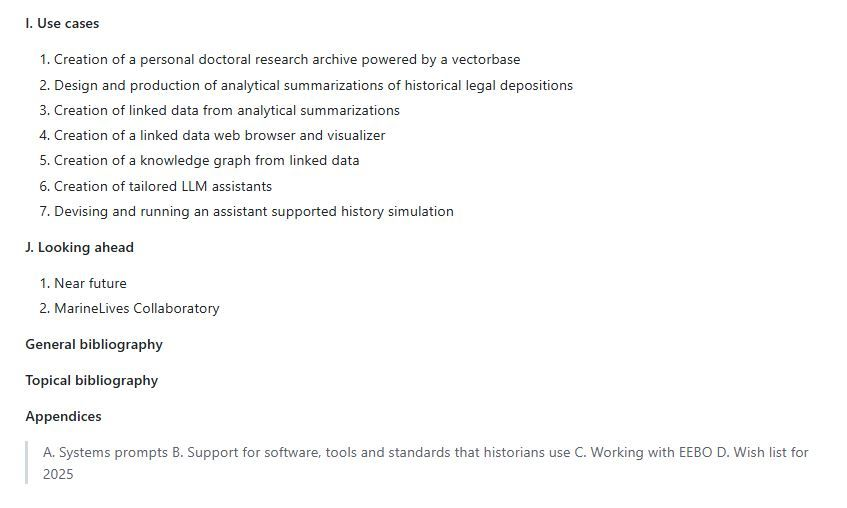 I. Use cases
1. Creation of a personal doctoral research archive powered by a vectorbase
2. Design and production of analytical summarizations of historical legal depositions
3. Creation of linked data from analytical summarizations
4. Creation of a linked data web browser and visualizer
5. Creation of a knowledge graph from linked data
6. Creation of tailored LLM assistants
7. Devising and running an assistant supported history simulation
J. Looking ahead
1. Near future
2. MarineLives Collaboratory
General bibliography
Topical bibliography
Appendices
A. Systems prompts B. Support for software, tools and standards that historians use C. Working with EEBO D. Wish list for
2025